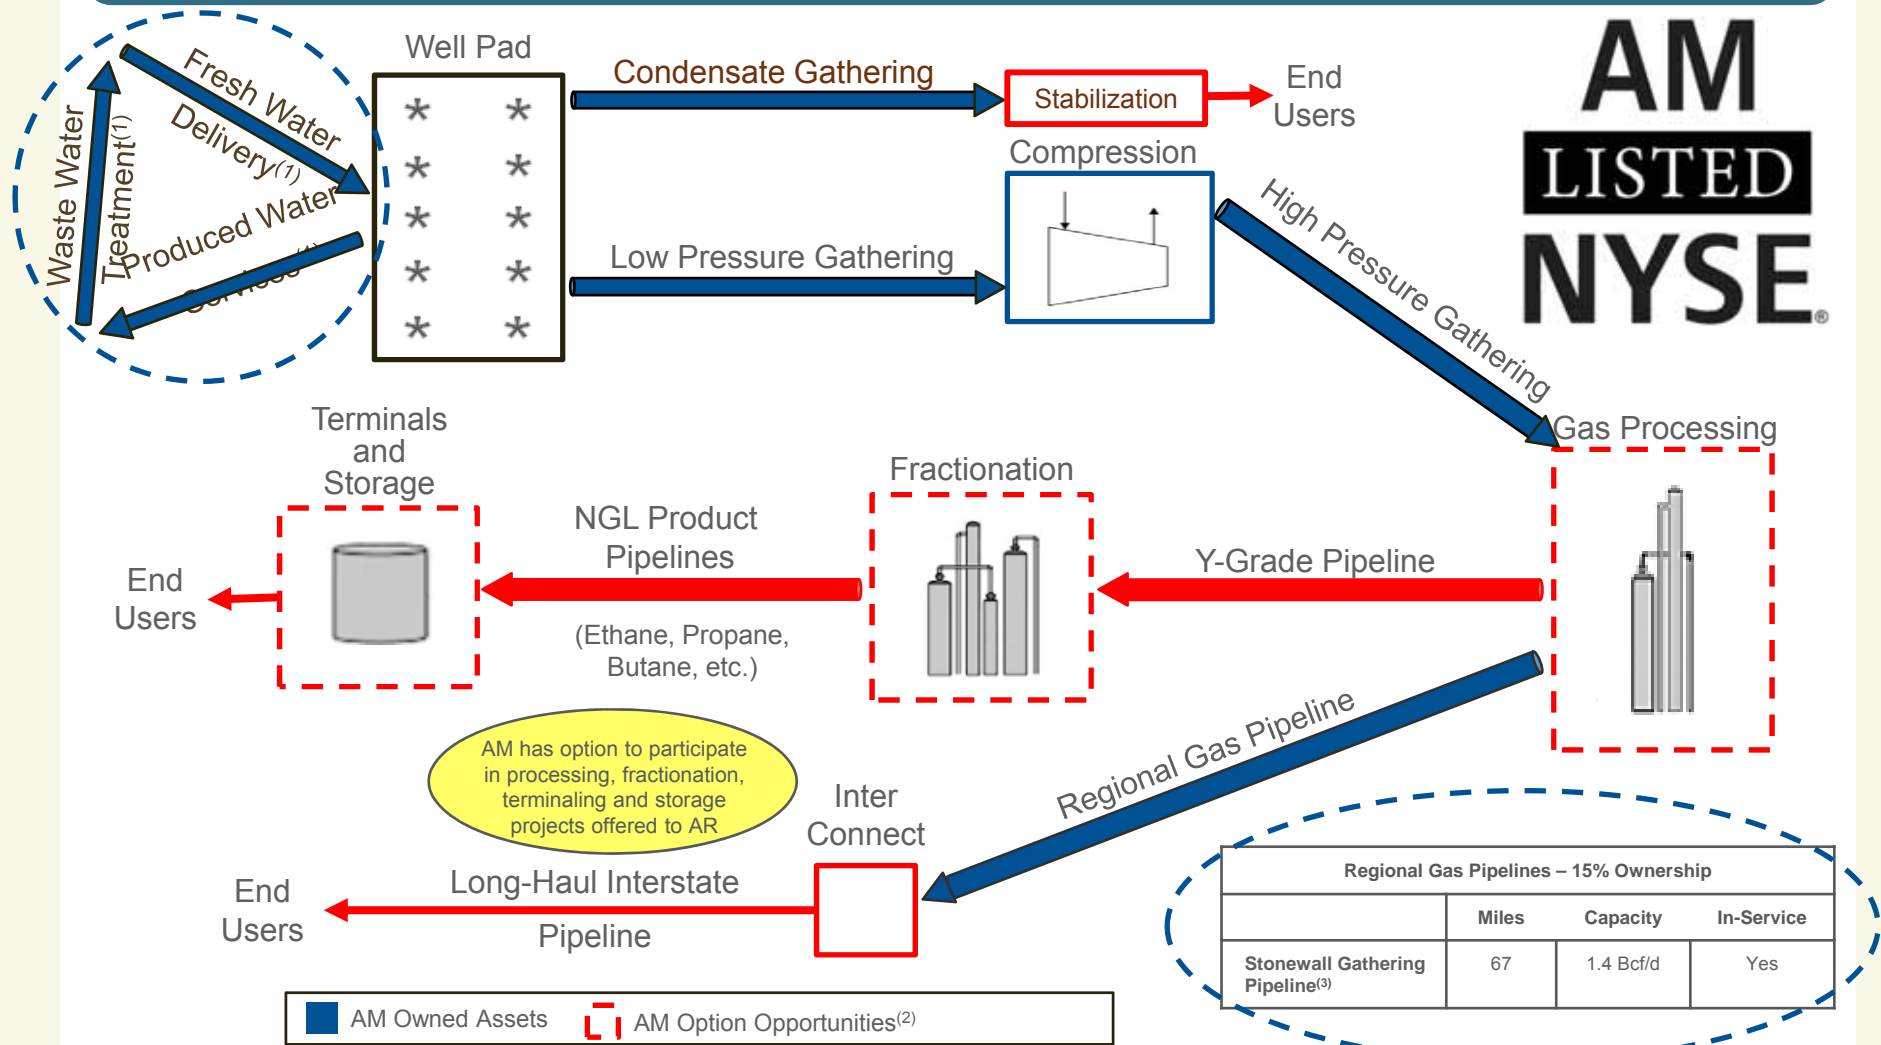 Well Pad
Fresh Water
Delivery(1)
Waste Water
Treatment(1)
Produced Water
Services(1)
Condensate Gathering
Stabilization
End
Users
Compression
Low Pressure Gathering
High Pressure Gathering
AM
LISTED
NYSE®
Gas Processing
Terminals
and
Storage
Fractionation
NGL Product
Pipelines
(Ethane, Propane,
Butane, etc.)
Y-Grade Pipeline
End
Users
Regional Gas Pipeline
AM has option to participate
in processing, fractionation,
terminaling and storage
projects offered to AR
Inter
Connect
End
Users
Long-Haul Interstate
Pipeline
Regional Gas Pipelines – 15% Ownership
Miles Capacity In-Service
Stonewall Gathering 67 1.4 Bcf/d Yes
Pipeline(3)
AM Owned Assets AM Option Opportunities(2)